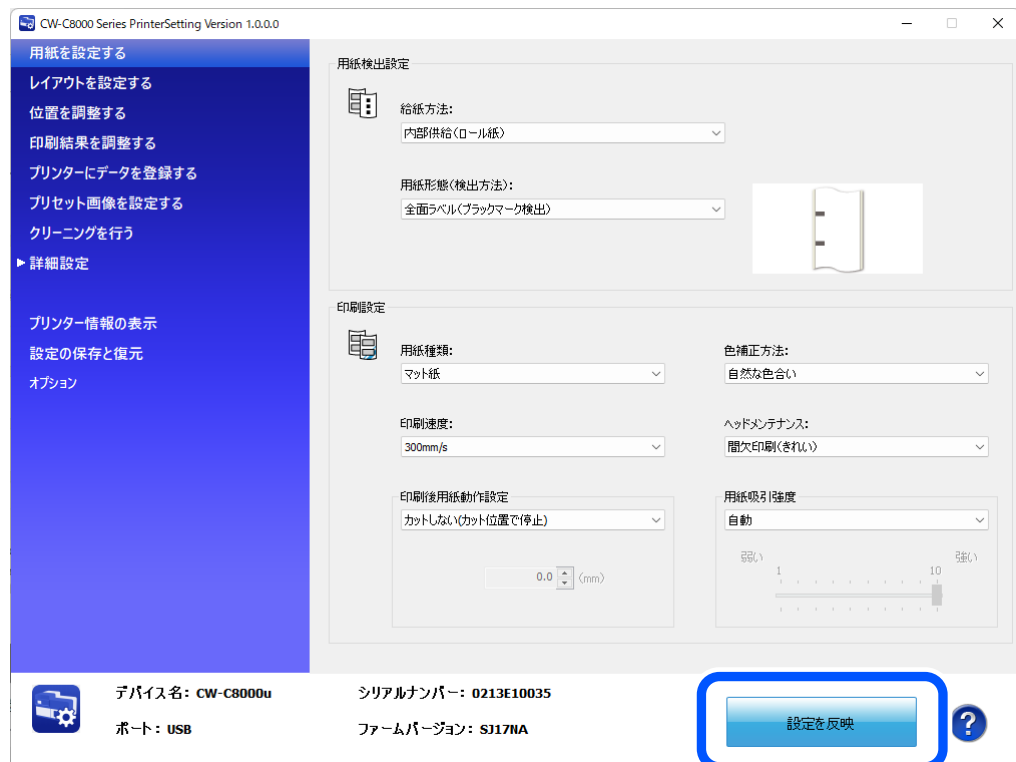 CW-C8000 Series PrinterSetting Version 1.0.0.0
用紙を設定する
レイアウトを設定する
位置を調整する
印刷結果を調整する
プリンターにデータを登録する
プリセット画像を設定する
クリーニングを行う
詳細設定
プリンター情報の表示
設定の保存と復元
オプション
用紙検出設定
給紙方法:
内部供給(ロール紙)
用紙形態(検出方法):
全面ラベル(ブラックマーク検出)
印刷設定
用紙種類:
マット紙
色補正方法:
自然な色合い
印刷速度:
300mm/s
ヘッドメンテナンス:
間欠印刷(きれい)
印刷後用紙動作設定
カットしない(カット位置で停止)
0.0 (mm)
用紙吸引強度
自動
弱い 強い
1 10
デバイス名: CW-C8000u シリアルナンバー: 0213E10035
ポート: USB ファームバージョン: SJ17NA
設定を反映
?